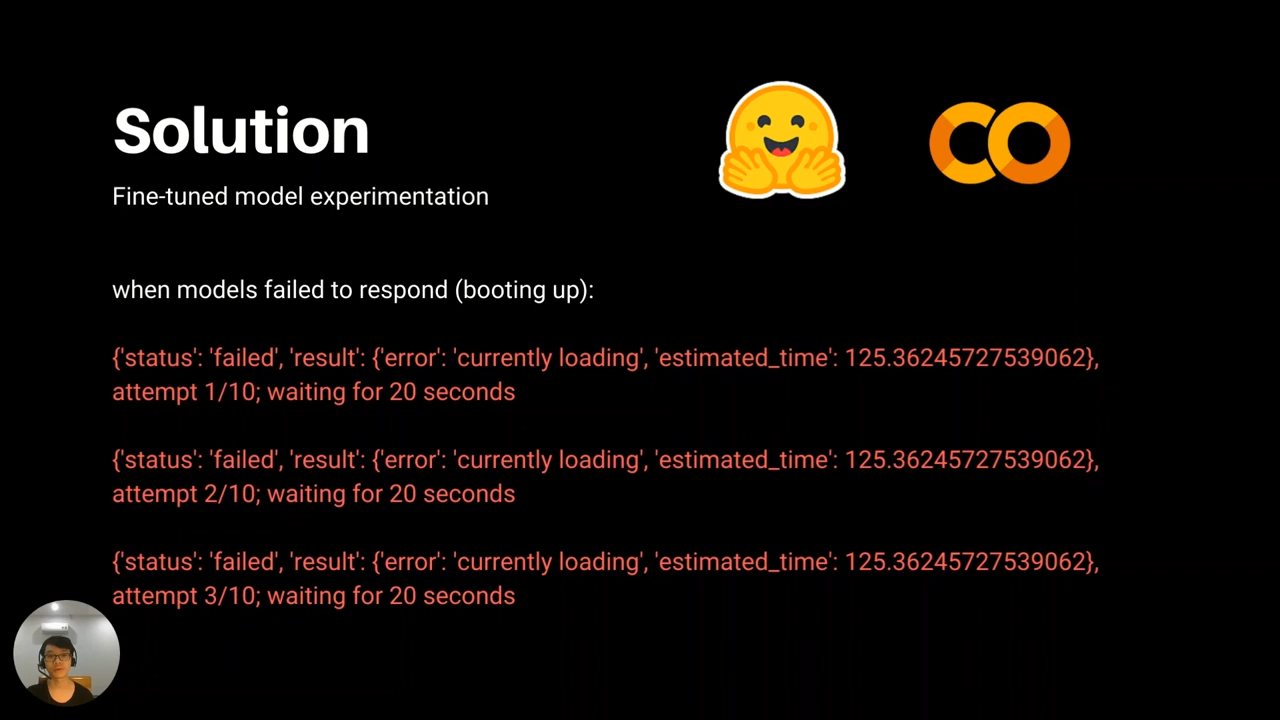 Solution
Fine-tuned model experimentation
when models failed to respond (booting up):
{'status': 'failed', 'result': {'error': 'currently loading', 'estimated_time': 125.36245727539062},
attempt 1/10; waiting for 20 seconds
{'status': 'failed', 'result': {'error': 'currently loading', 'estimated_time': 125.36245727539062},
attempt 2/10; waiting for 20 seconds
{'status': 'failed', 'result': {'error': 'currently loading', 'estimated_time': 125.36245727539062},
attempt 3/10; waiting for 20 seconds